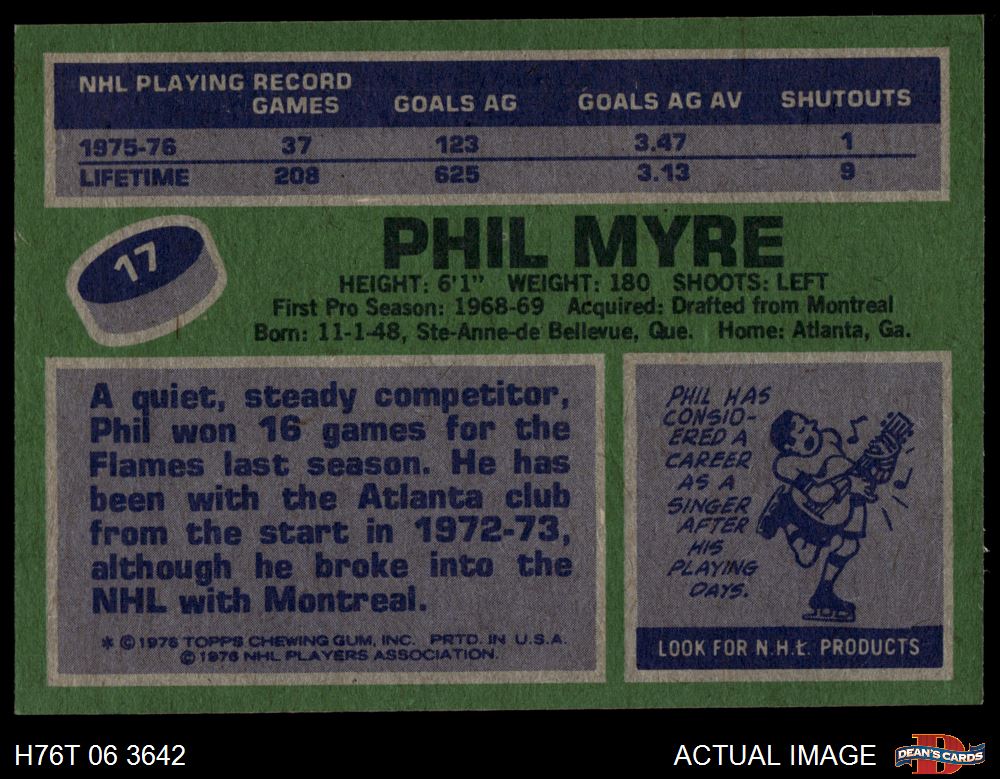 NHL PLAYING RECORD
GAMES GOALS AG GOALS AG AV SHUTOUTS
1975-76 37 123 3.47 1
LIFETIME 208 625 3.13 9
17
PHIL MYRE
HEIGHT: 6'1" WEIGHT: 180 SHOOTS: LEFT
First Pro Season: 1968-69 Acquired: Drafted from Montreal
Born: 11-1-48, Ste-Anne-de Bellevue, Que. Home: Atlanta, Ga.
A quiet, steady competitor,
Phil won 16 games for the
Flames last season. He has
been with the Atlanta club
from the start in 1972-73,
although he broke into the
NHL with Montreal.
* © 1976 TOPPS CHEWING GUM, INC. PRTD. IN U.S.A.
© 1976 NHL PLAYERS ASSOCIATION.
PHIL HAS
CONSID-
ERED A
CAREER
AS A
SINGER
AFTER
HIS
PLAYING
DAYS.
LOOK FOR N.H.L. PRODUCTS
H76T 06 3642
ACTUAL IMAGE
DEAN'S CARDS